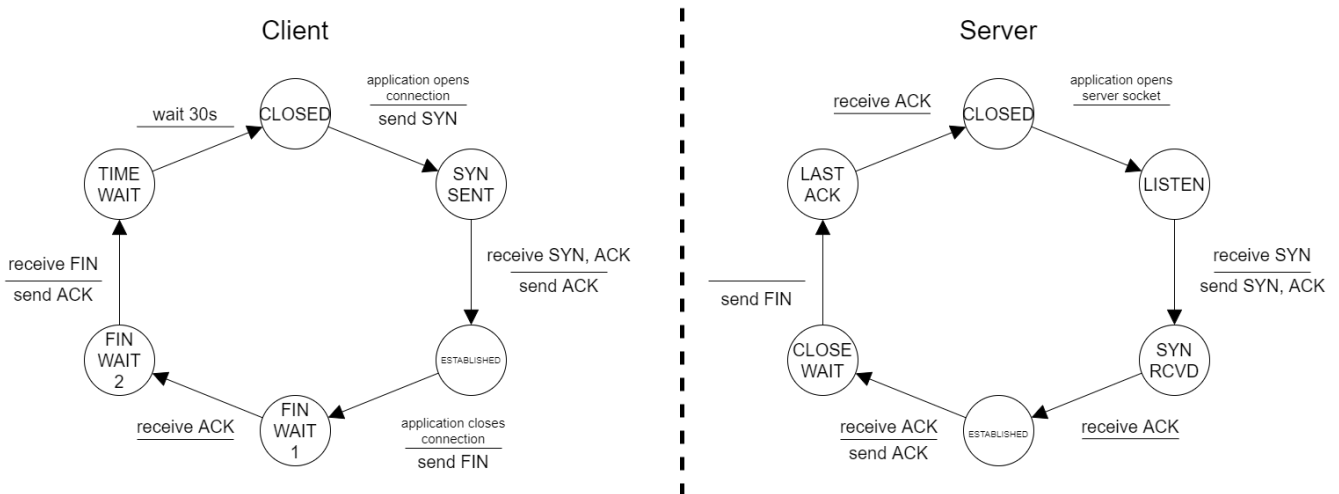 Client
application opens
connection
send SYN
wait 30s
CLOSED
TIME
WAIT
SYN
SENT
receive FIN
send ACK
receive SYN, ACK
send ACK
FIN
WAIT
2
ESTABLISHED
receive ACK
FIN
WAIT
1
application closes
connection
send FIN
Server
application opens
server socket
receive ACK
CLOSED
LAST
ACK
LISTEN
send FIN
receive SYN
send SYN, ACK
CLOSE
WAIT
SYN
RCVD
receive ACK
send ACK
ESTABLISHED
receive ACK